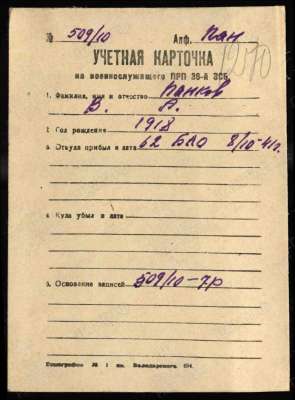 № 509/10 Алф. Пан
УЧЕТНАЯ КАРТОЧКА
на военнослужащего ПРП 36-й ЗСБ
1. Фамилия, имя и отчество Панков
В. А.
2. Год рождения 1918
3. Откуда прибыл и дата 62 БАО 8/10-41г.
4. Куда убыл и дата
5. Основание записей 509/10-7р
Типография № 1 им. Володарского